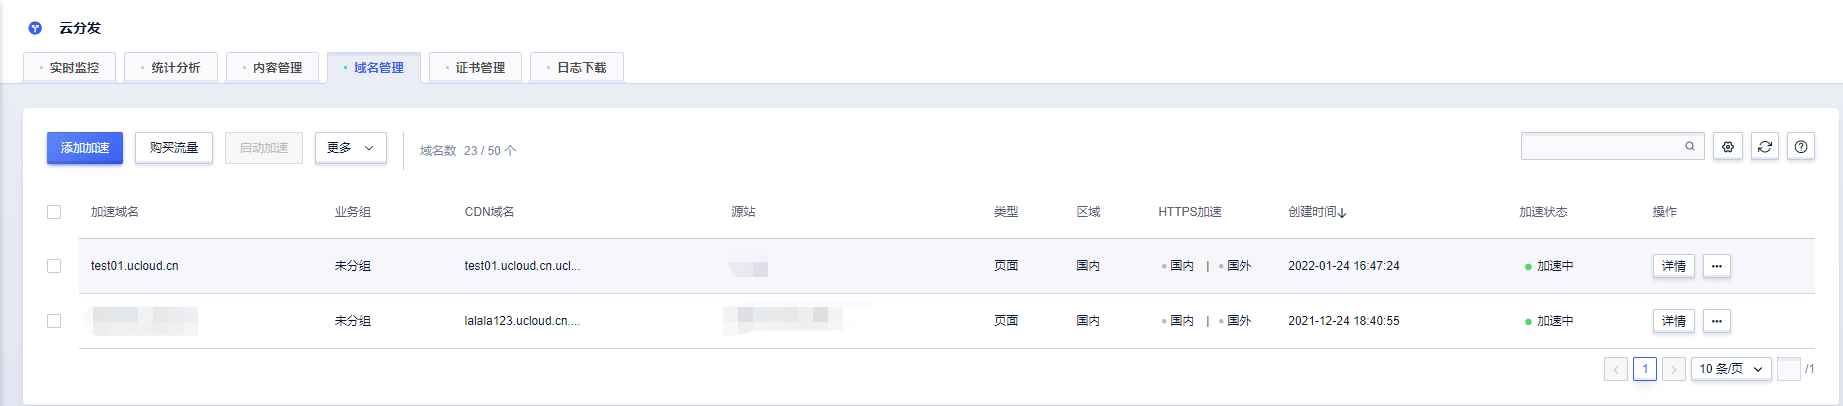 云分发
实时监控 统计分析 内容管理 域名管理 证书管理 日志下载
添加加速 购买流量 启动加速 更多 域名数 23 / 50 个
加速域名 业务组 CDN域名 源站 类型 区域 HTTPS加速 创建时间↓ 加速状态 操作
test01.ucloud.cn 未分组 test01.ucloud.cn.ucl... 页面 国内 国内 | 国外 2022-01-24 16:47:24 加速中 详情 ...
未分组 lalala123.ucloud.cn.... 页面 国内 国内 | 国外 2021-12-24 18:40:55 加速中 详情 ...
< 1 > 10 条/页 /1